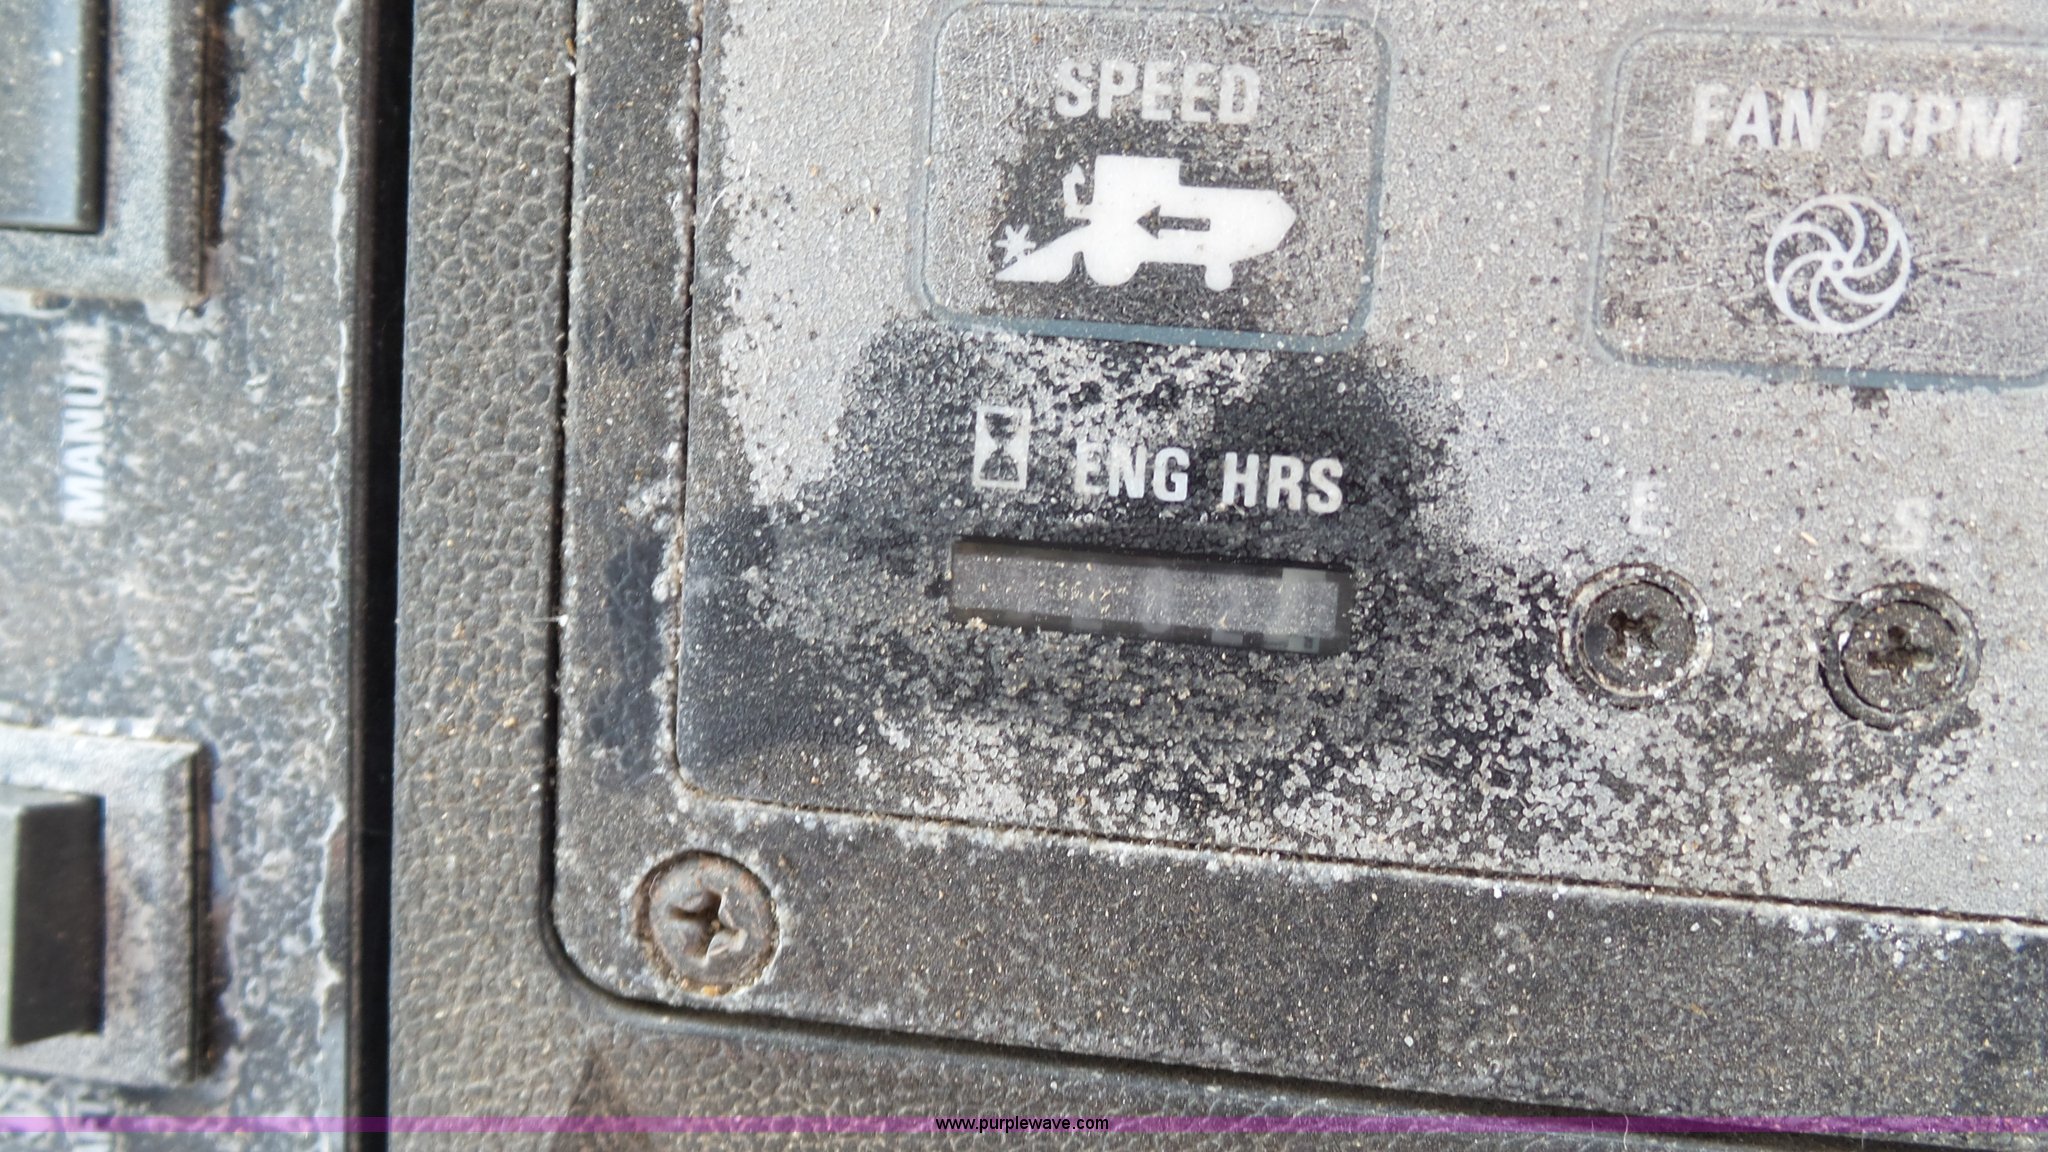 SPEED
FAN RPM
MANUAL
ENG HRS
E
S
www.purplewave.com